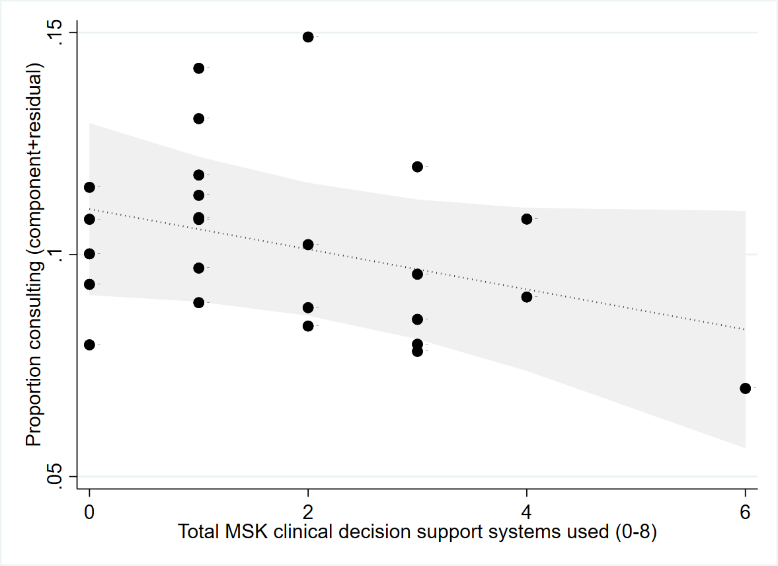 Proportion consulting (component+residual)
.15
.1
.05
0 2 4 6
Total MSK clinical decision support systems used (0-8)